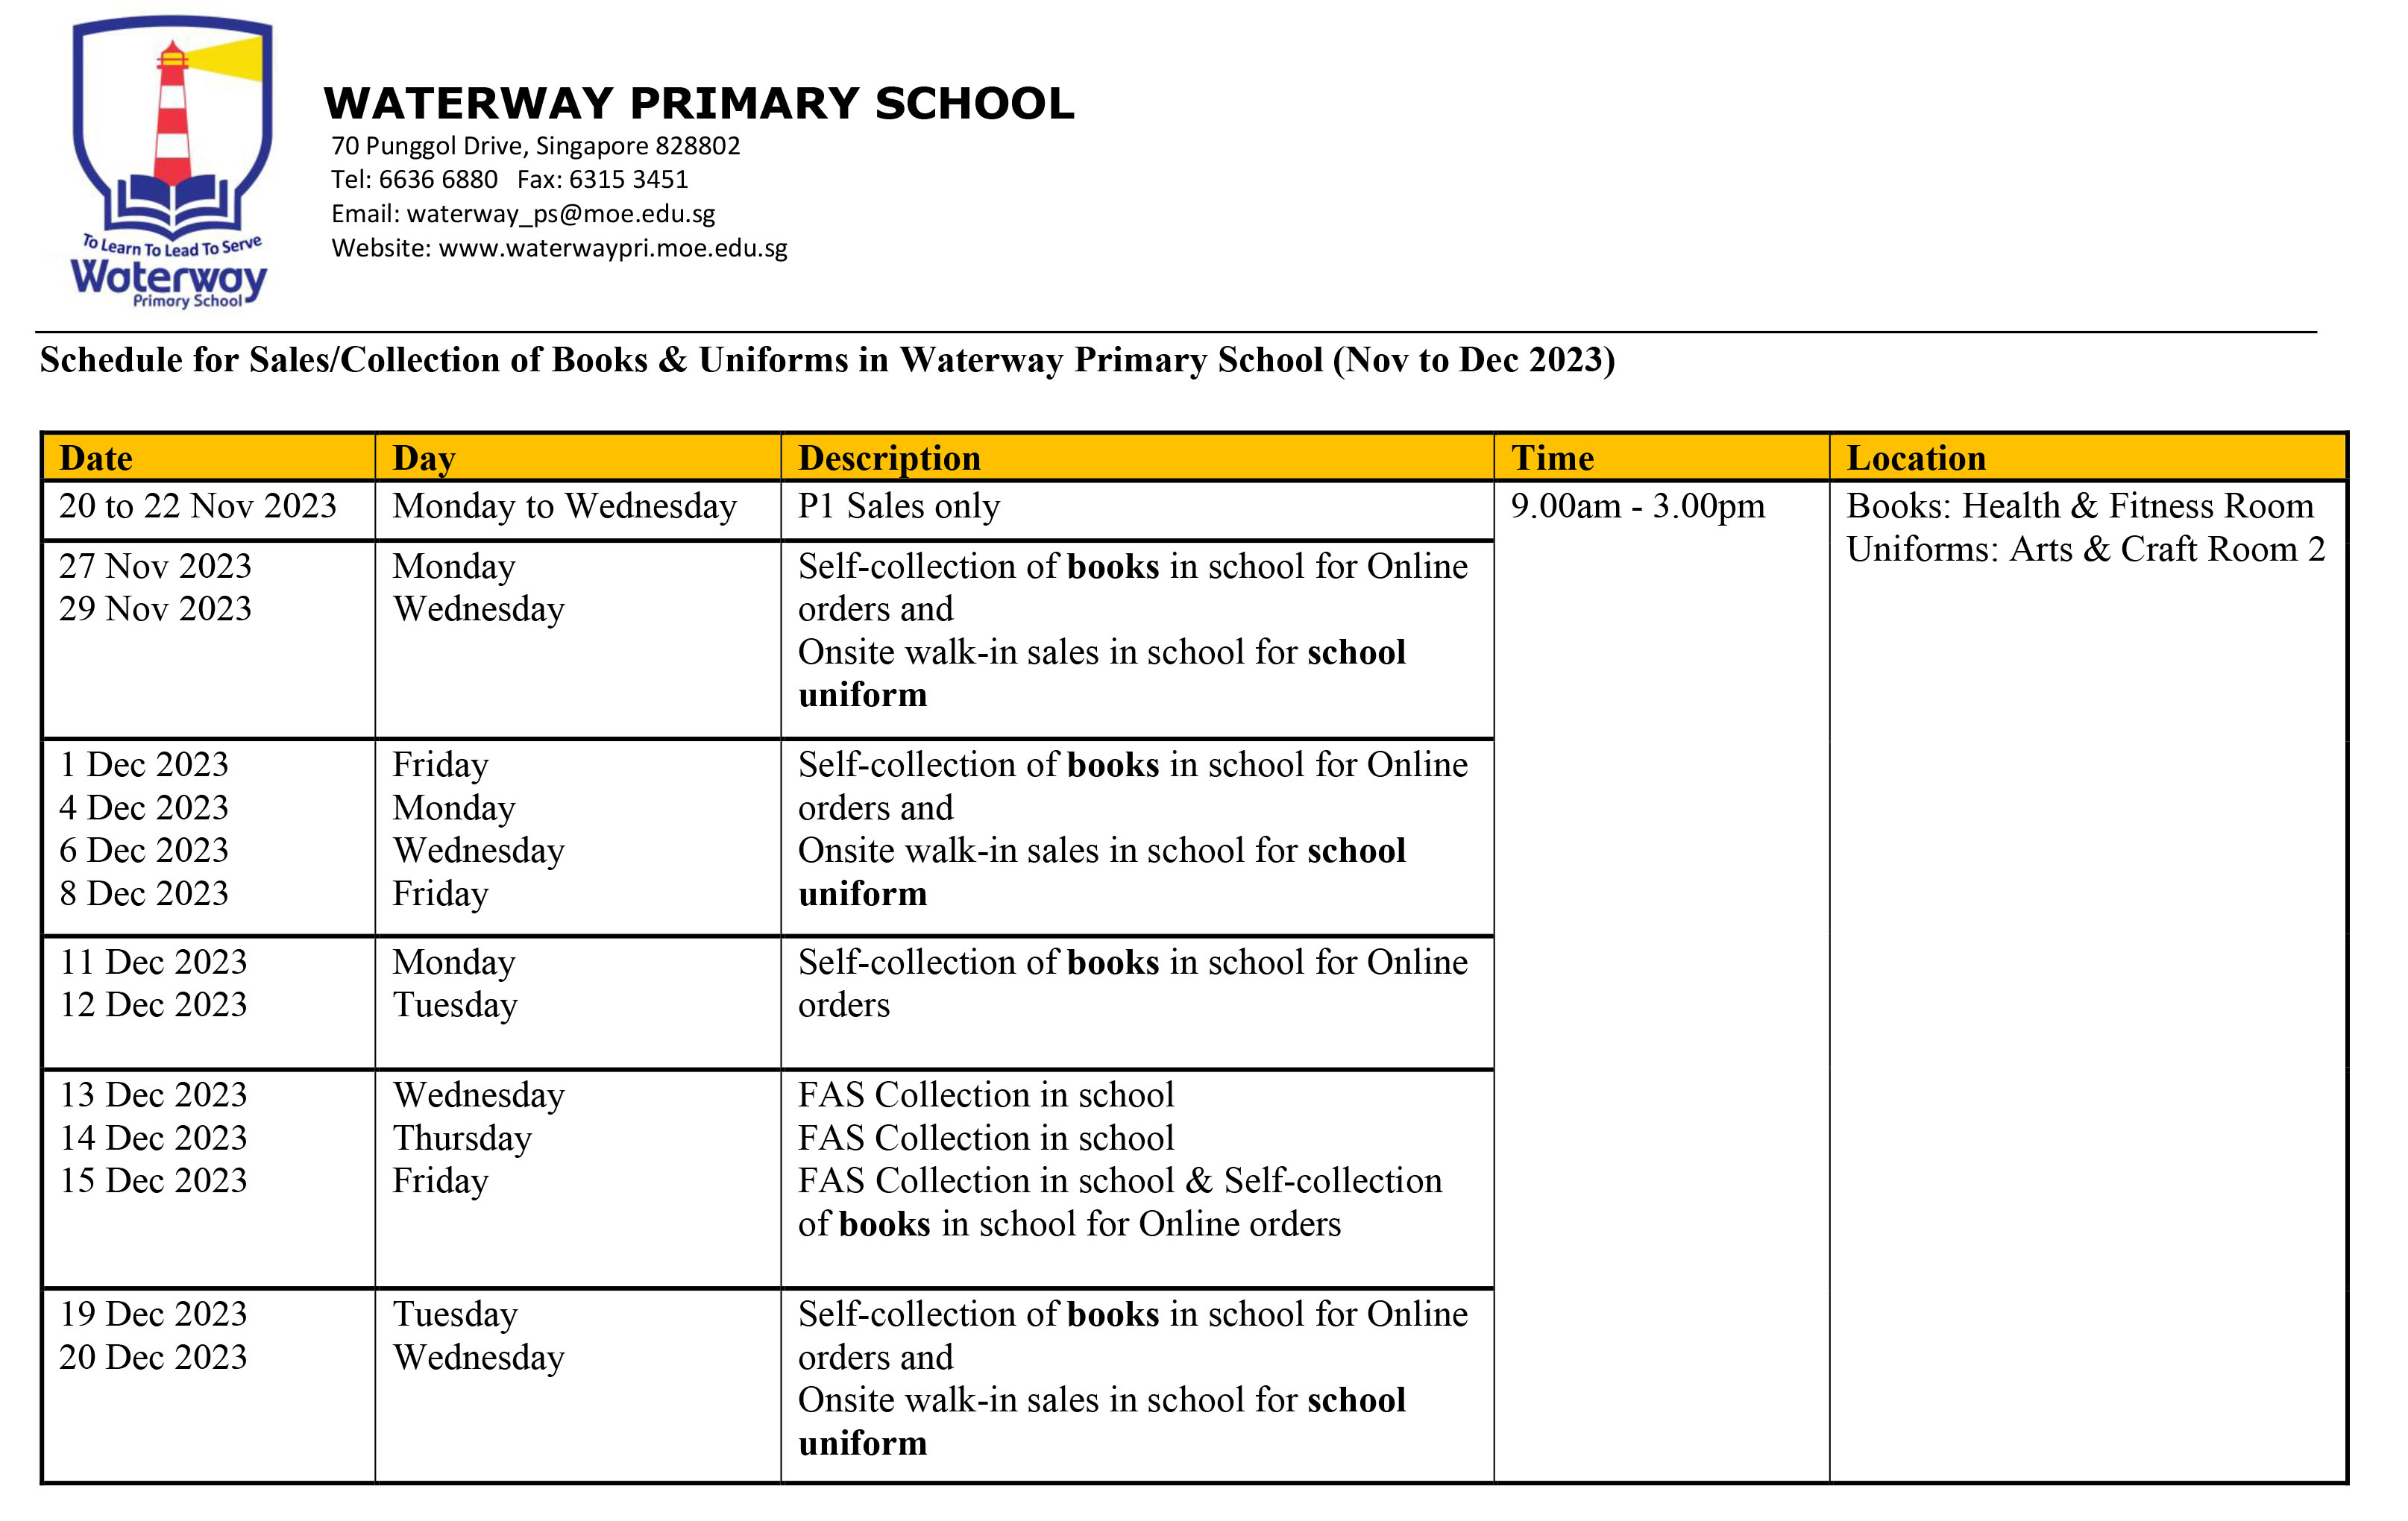 To Learn To Lead To Serve
Waterway
Primary School
WATERWAY PRIMARY SCHOOL
70 Punggol Drive, Singapore 828802
Tel: 6636 6880   Fax: 6315 3451
Email: waterway_ps@moe.edu.sg
Website: www.waterwaypri.moe.edu.sg
Schedule for Sales/Collection of Books & Uniforms in Waterway Primary School (Nov to Dec 2023)
Date Day Description Time Location
20 to 22 Nov 2023 Monday to Wednesday P1 Sales only 9.00am - 3.00pm Books: Health & Fitness Room
Uniforms: Arts & Craft Room 2
27 Nov 2023 Monday Self-collection of books in school for Online
29 Nov 2023 Wednesday orders and
Onsite walk-in sales in school for school
uniform
1 Dec 2023 Friday Self-collection of books in school for Online
4 Dec 2023 Monday orders and
6 Dec 2023 Wednesday Onsite walk-in sales in school for school
8 Dec 2023 Friday uniform
11 Dec 2023 Monday Self-collection of books in school for Online
12 Dec 2023 Tuesday orders
13 Dec 2023 Wednesday FAS Collection in school
14 Dec 2023 Thursday FAS Collection in school
15 Dec 2023 Friday FAS Collection in school & Self-collection
of books in school for Online orders
19 Dec 2023 Tuesday Self-collection of books in school for Online
20 Dec 2023 Wednesday orders and
Onsite walk-in sales in school for school
uniform